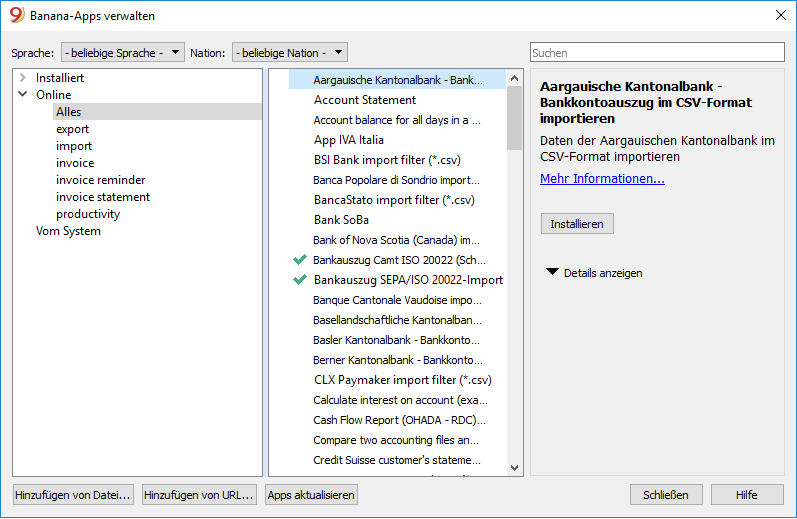 Banana-Apps verwalten
Sprache: - beliebige Sprache - Nation: - beliebige Nation - Suchen
Installiert
Online
Alles
export
import
invoice
invoice reminder
invoice statement
productivity
Vom System
Aargauische Kantonalbank - Bank...
Account Statement
Account balance for all days in a ...
App IVA Italia
BSI Bank import filter (*.csv)
Banca Popolare di Sondrio import...
BancaStato import filter (*.csv)
Bank SoBa
Bank of Nova Scotia (Canada) im...
Bankauszug Camt ISO 20022 (Sch...
Bankauszug SEPA/ISO 20022-Import
Banque Cantonale Vaudoise impo...
Basellandschaftliche Kantonalban...
Basler Kantonalbank - Bankkonto...
Berner Kantonalbank - Bankkonto...
CLX Paymaker import filter (*.csv)
Calculate interest on account (exa...
Cash Flow Report (OHADA - RDC)...
Compare two accounting files an...
Credit Suisse customer's stateme...
Aargauische Kantonalbank -
Bankkontoauszug im CSV-Format
importieren
Daten der Aargauischen Kantonalbank im
CSV-Format importieren
Mehr Informationen...
Installieren
Details anzeigen
Hinzufügen von Datei... Hinzufügen von URL... Apps aktualisieren Schließen Hilfe